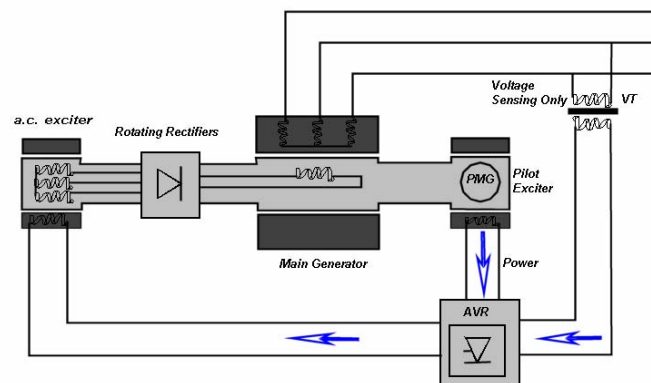 Voltage
Sensing Only
VT
a.c. exciter
Rotating Rectifiers
PMG
Pilot
Exciter
Main Generator
Power
AVR